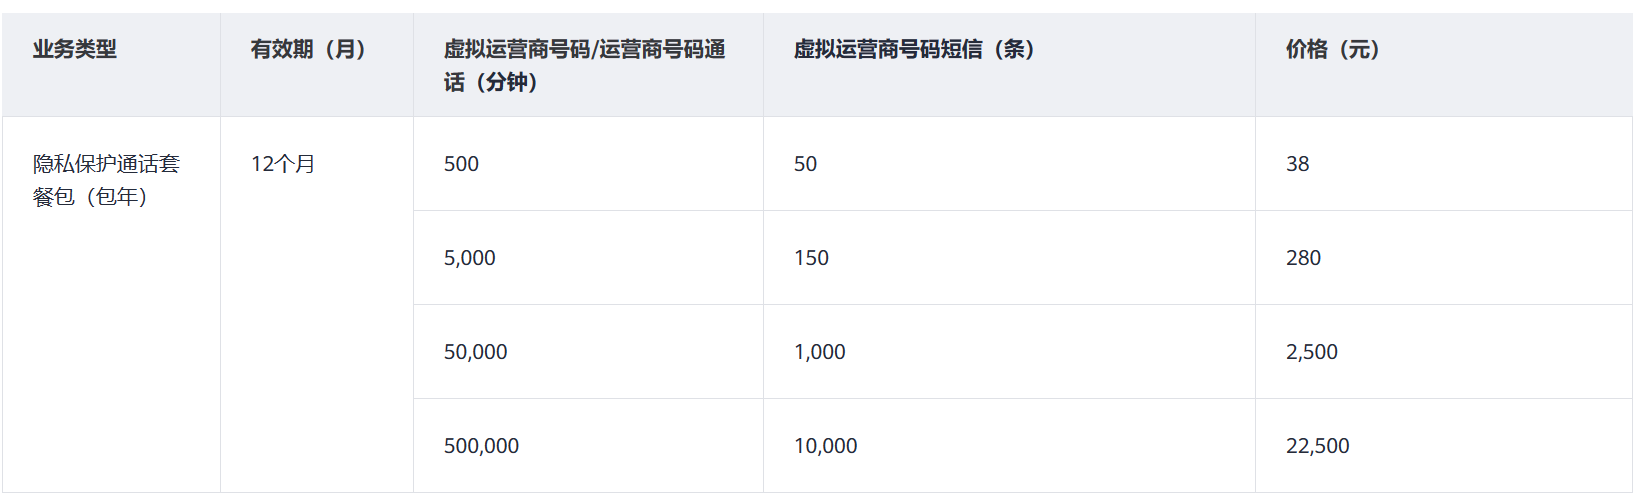 业务类型
有效期（月）
虚拟运营商号码/运营商号码通
话（分钟）
虚拟运营商号码短信（条）
价格（元）
隐私保护通话套
餐包（包年）
12个月
500
50
38
5,000
150
280
50,000
1,000
2,500
500,000
10,000
22,500